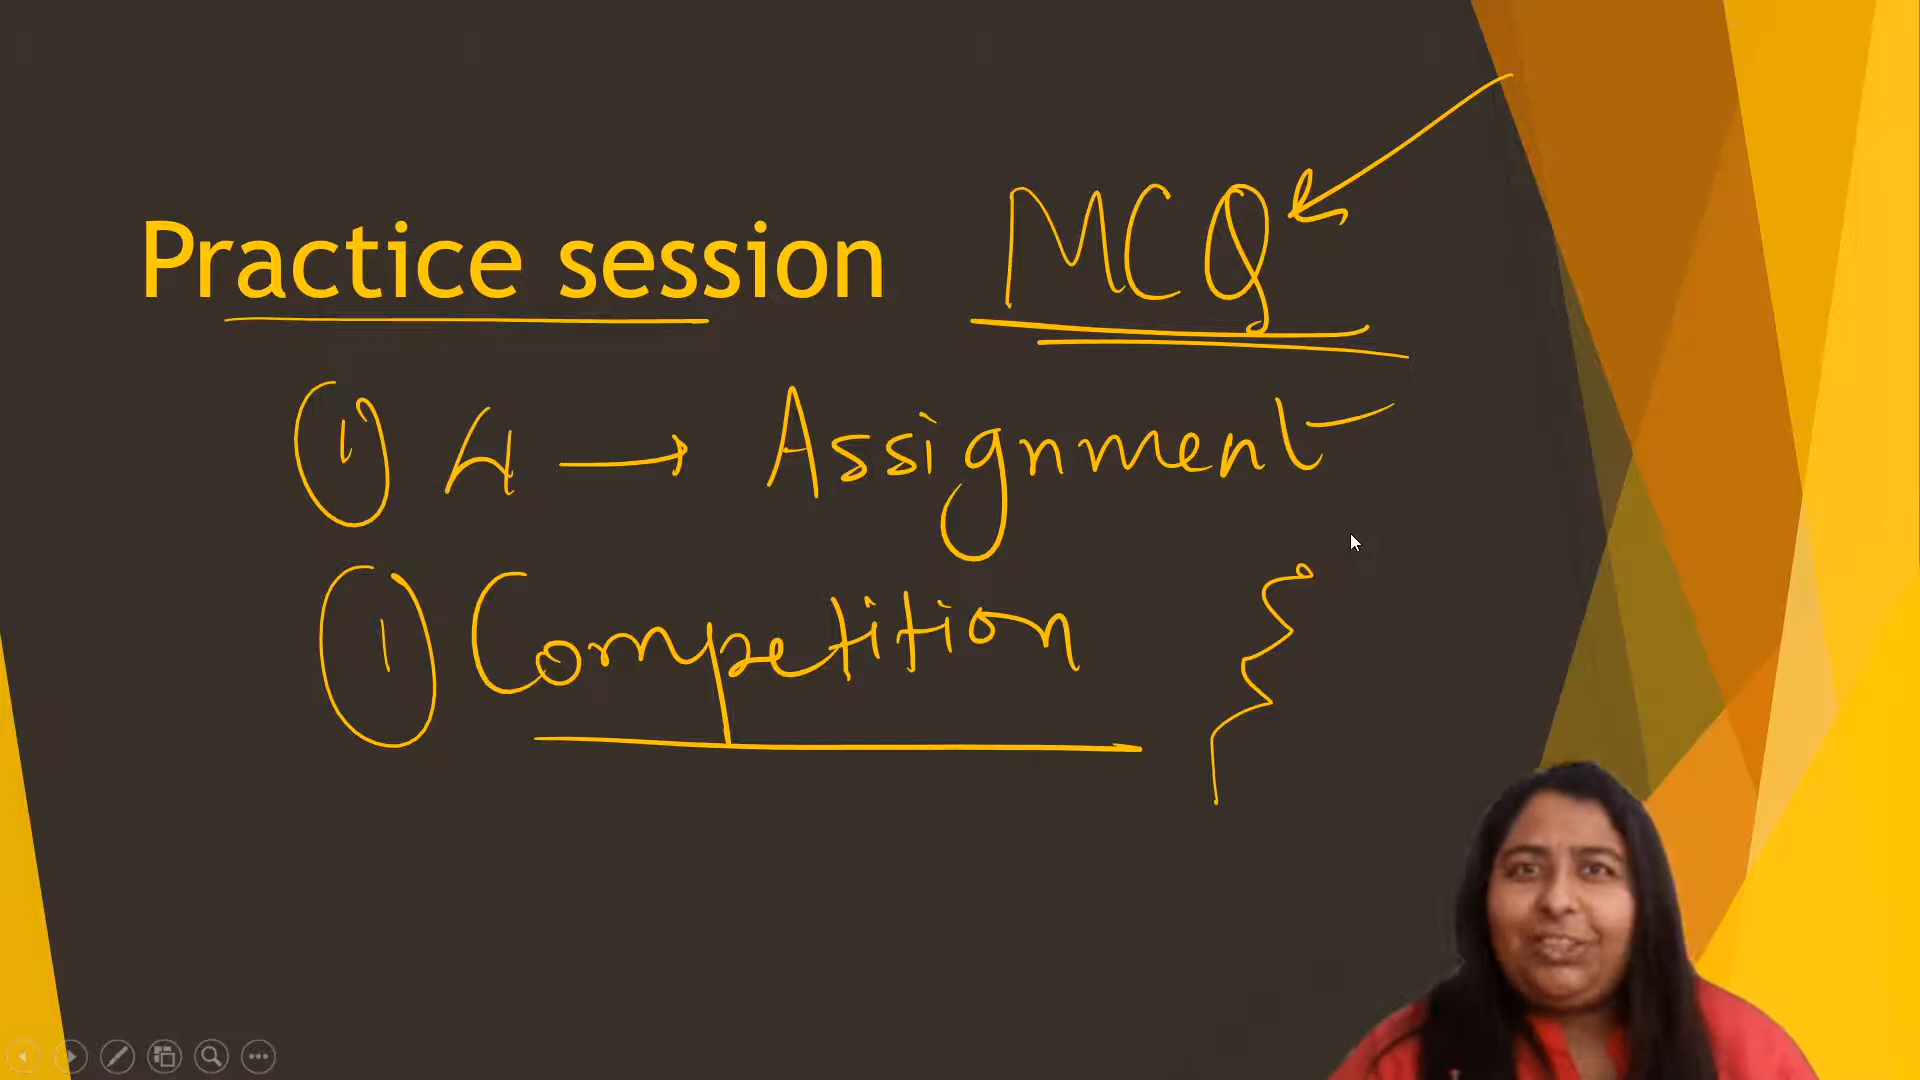 Practice session MCQ
① 4 → Assignment
① Competition